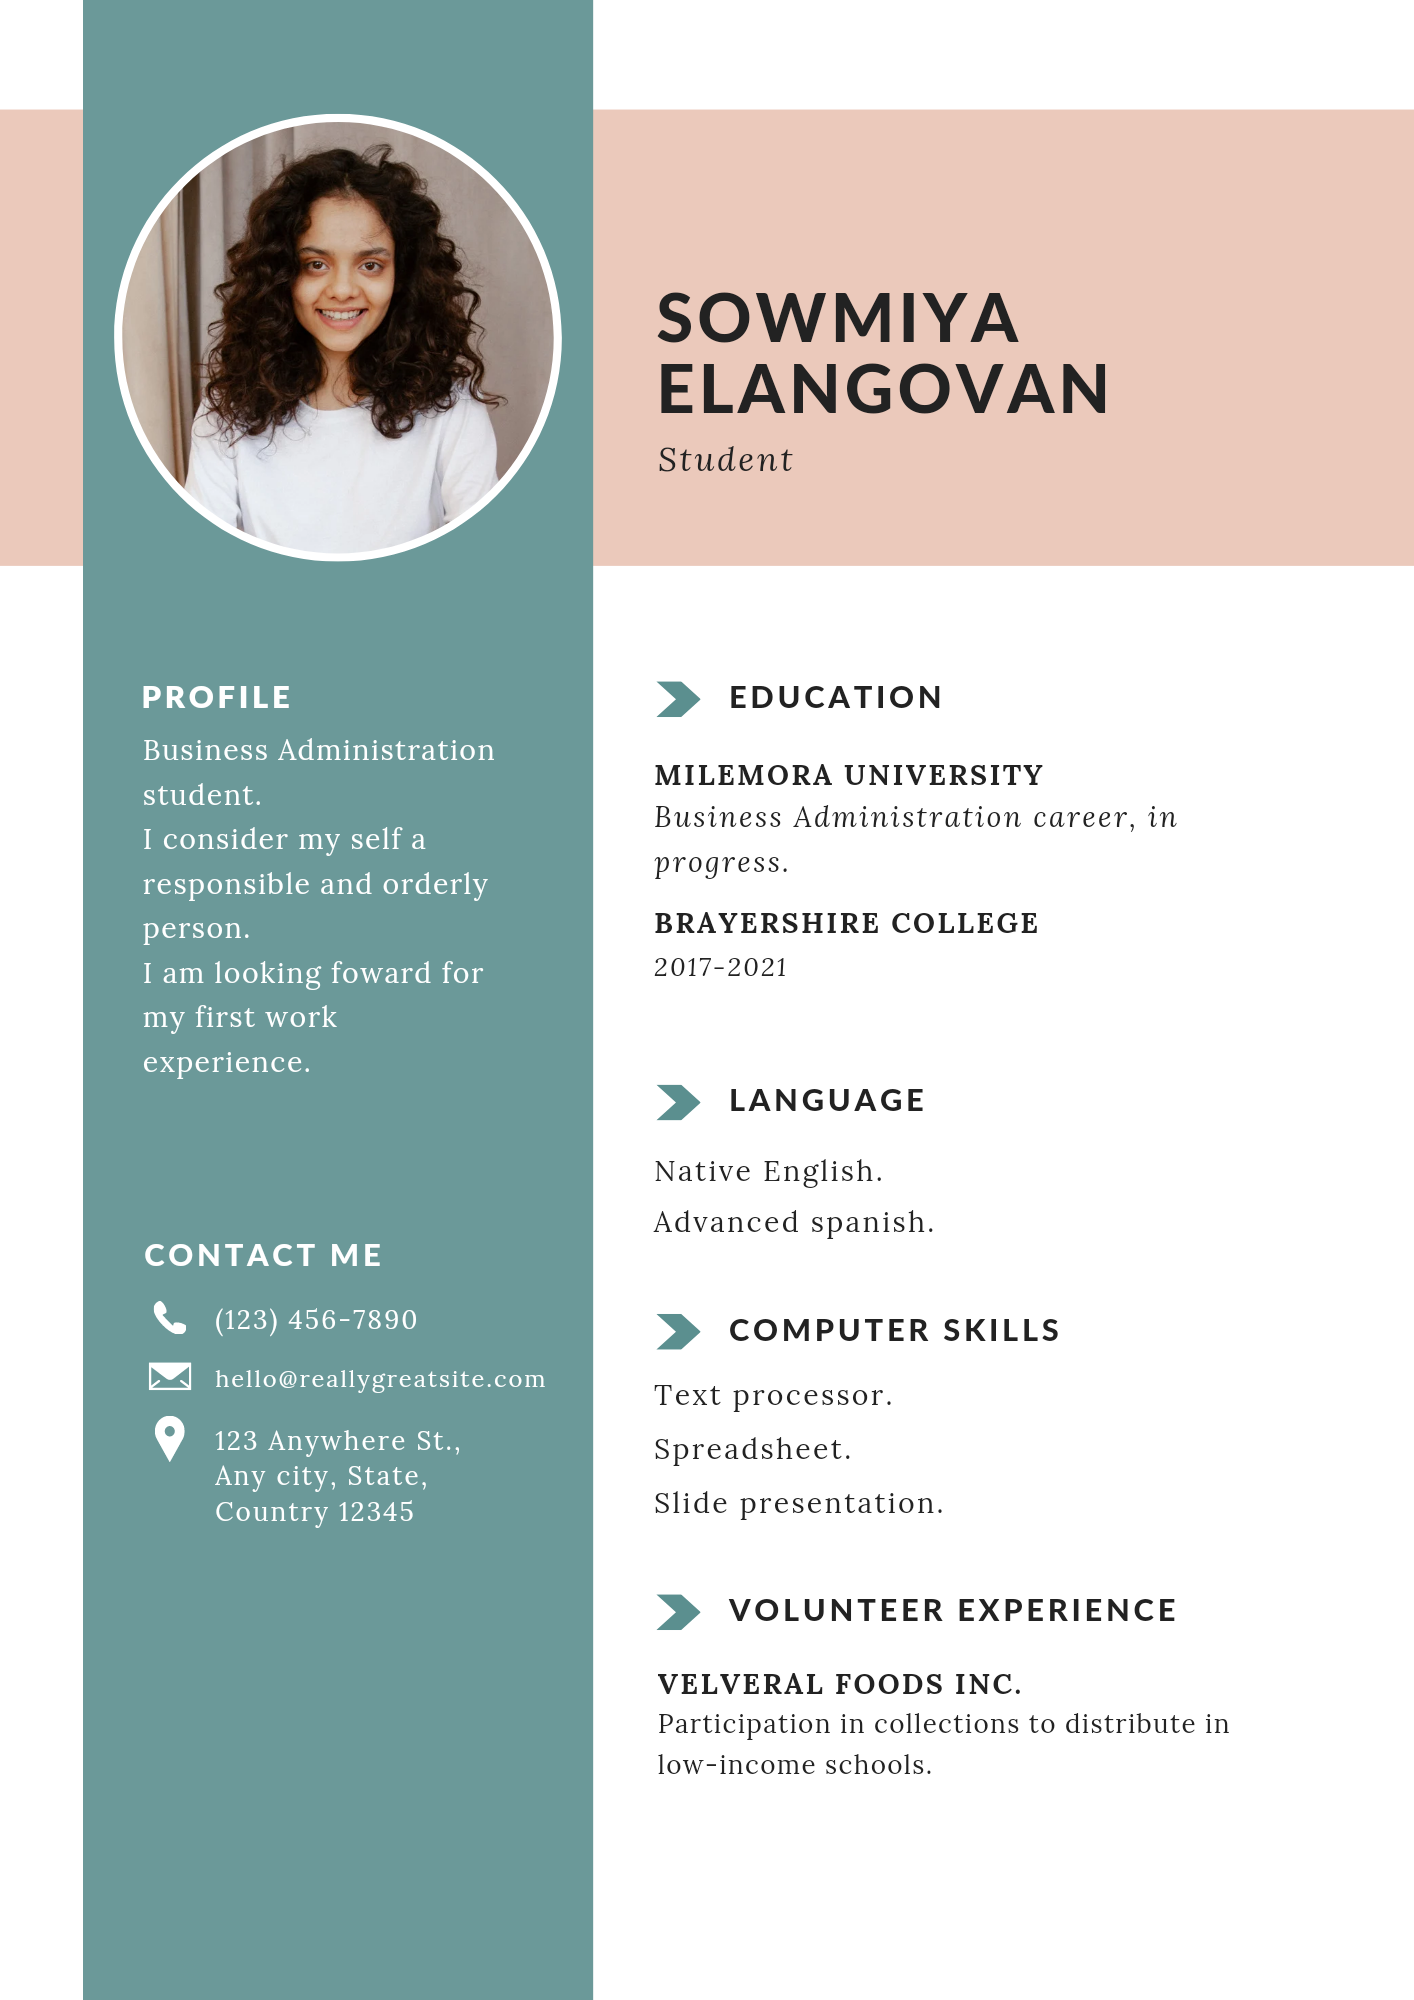 SOWMIYA
ELANGOVAN
Student
PROFILE
Business Administration
student.
I consider my self a
responsible and orderly
person.
I am looking foward for
my first work
experience.
CONTACT ME
(123) 456-7890
hello@reallygreatsite.com
123 Anywhere St.,
Any city, State,
Country 12345
EDUCATION
MILEMORA UNIVERSITY
Business Administration career, in
progress.
BRAYERSHIRE COLLEGE
2017-2021
LANGUAGE
Native English.
Advanced spanish.
COMPUTER SKILLS
Text processor.
Spreadsheet.
Slide presentation.
VOLUNTEER EXPERIENCE
VELVERAL FOODS INC.
Participation in collections to distribute in
low-income schools.